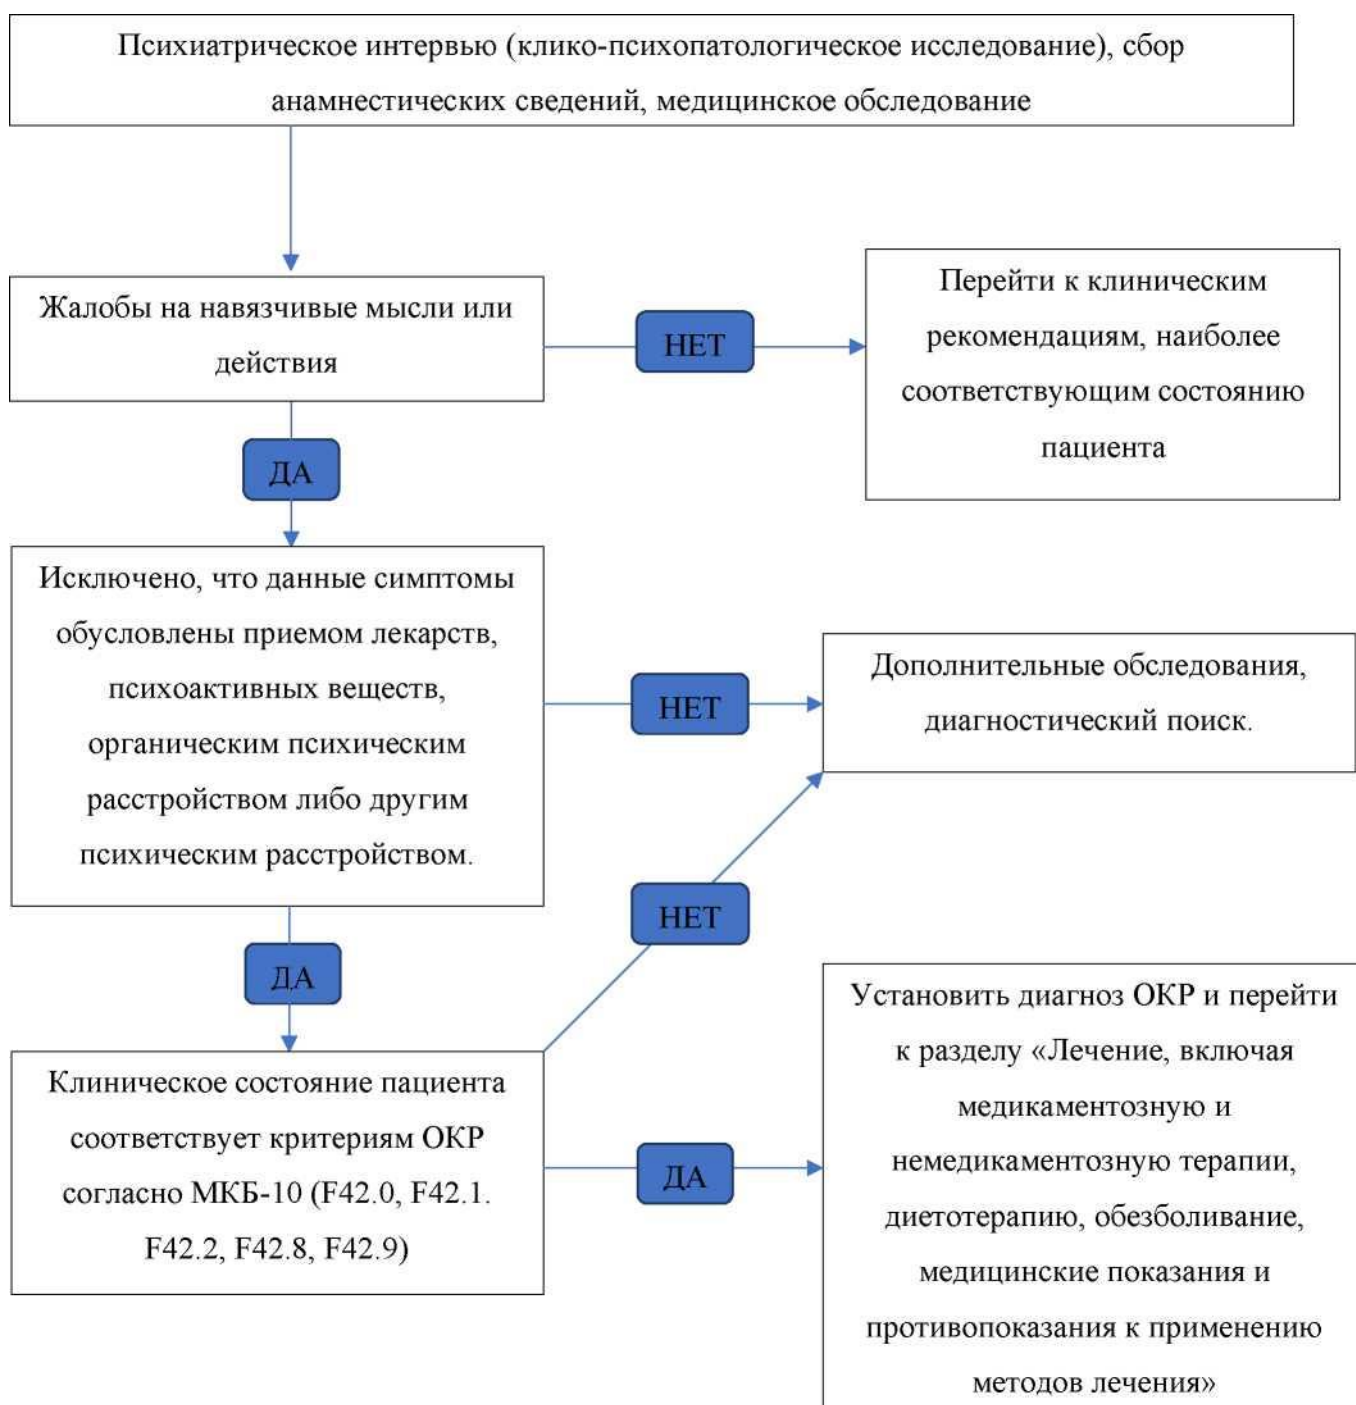 Психиатрическое интервью (клико-психопатологическое исследование), сбор
анамнестических сведений, медицинское обследование
Жалобы на навязчивые мысли или
действия
НЕТ
Перейти к клиническим
рекомендациям, наиболее
соответствующим состоянию
пациента
ДА
Исключено, что данные симптомы
обусловлены приемом лекарств,
психоактивных веществ,
органическим психическим
расстройством либо другим
психическим расстройством.
НЕТ
Дополнительные обследования,
диагностический поиск.
НЕТ
ДА
Клиническое состояние пациента
соответствует критериям ОКР
согласно МКБ-10 (F42.0, F42.1.
F42.2, F42.8, F42.9)
ДА
Установить диагноз ОКР и перейти
к разделу «Лечение, включая
медикаментозную и
немедикаментозную терапии,
диетотерапию, обезболивание,
медицинские показания и
противопоказания к применению
методов лечения»